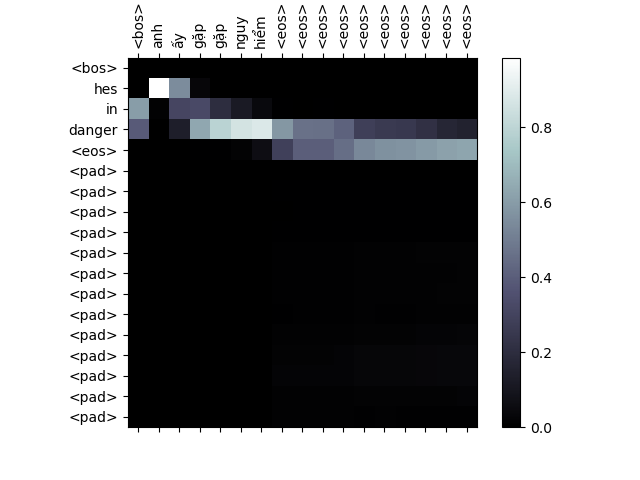 <bos> anh ấy gặp gặp nguy hiểm <eos> <eos> <eos> <eos> <eos> <eos> <eos> <eos> <eos> <eos>
<bos>
hes
in
danger
<eos>
<pad>
<pad>
<pad>
<pad>
<pad>
<pad>
<pad>
<pad>
<pad>
<pad>
<pad>
<pad>
<pad>
0.8
0.6
0.4
0.2
0.0